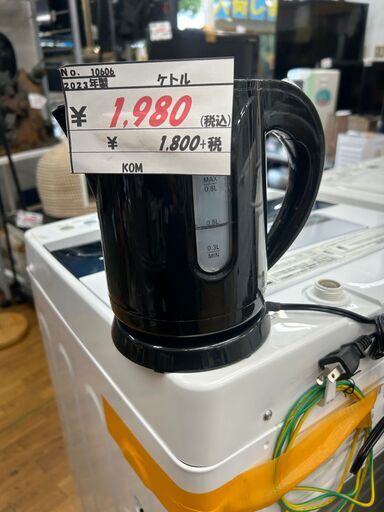 No. 10606
2023年製
ケトル
¥ 1,980 (税込)
¥ 1,800+税
KOM
MAX
0.8L
0.5L
0.3L
MIN